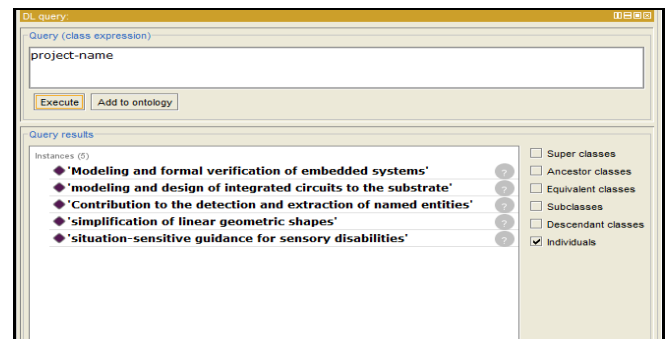 DL query:
Query (class expression)
project-name
Execute
Add to ontology
Query results
Instances (5)
'Modeling and formal verification of embedded systems'
?
'modeling and design of integrated circuits to the substrate'
?
'Contribution to the detection and extraction of named entities'
?
'simplification of linear geometric shapes'
?
'situation-sensitive guidance for sensory disabilities'
?
Super classes
Ancestor classes
Equivalent classes
Subclasses
Descendant classes
Individuals